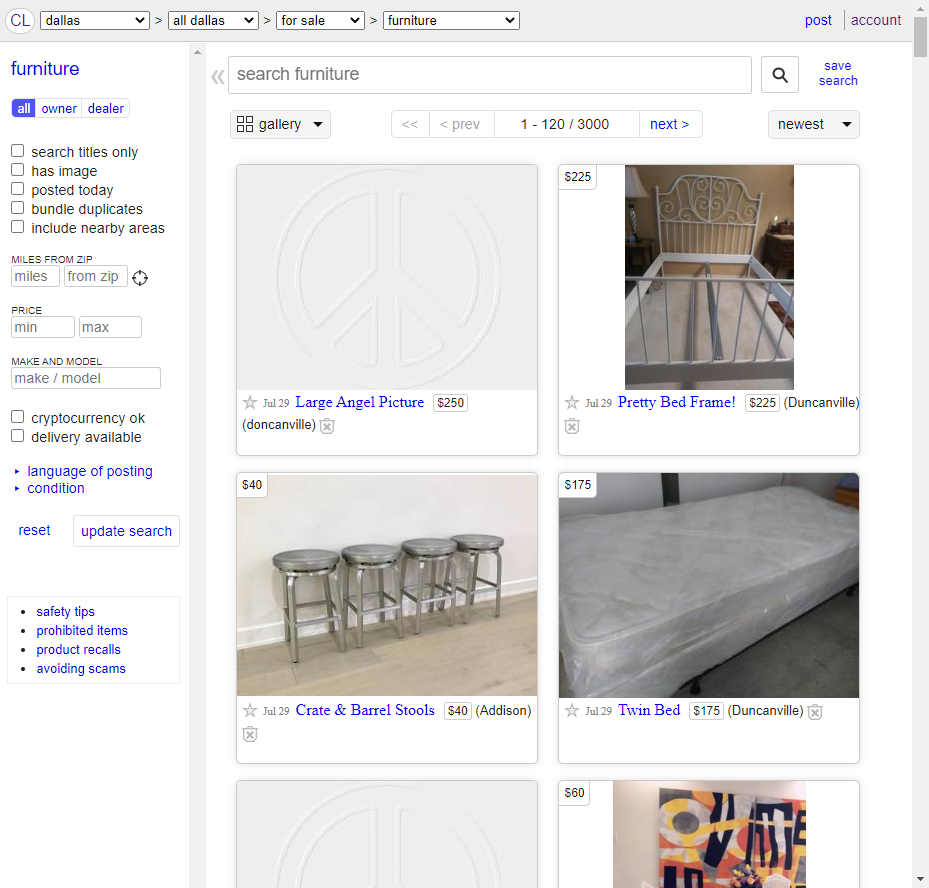 CL dallas > all dallas > for sale > furniture post account
furniture
all owner dealer
search titles only
has image
posted today
bundle duplicates
include nearby areas
MILES FROM ZIP
miles from zip
PRICE
min max
MAKE AND MODEL
make / model
cryptocurrency ok
delivery available
language of posting
condition
reset update search
safety tips
prohibited items
product recalls
avoiding scams
« search furniture save
search
gallery << < prev 1 - 120 / 3000 next > newest
Jul 29 Large Angel Picture $250
(doncanville)
$225
Jul 29 Pretty Bed Frame! $225 (Duncanville)
$40
Jul 29 Crate & Barrel Stools $40 (Addison)
$175
Jul 29 Twin Bed $175 (Duncanville)
$60